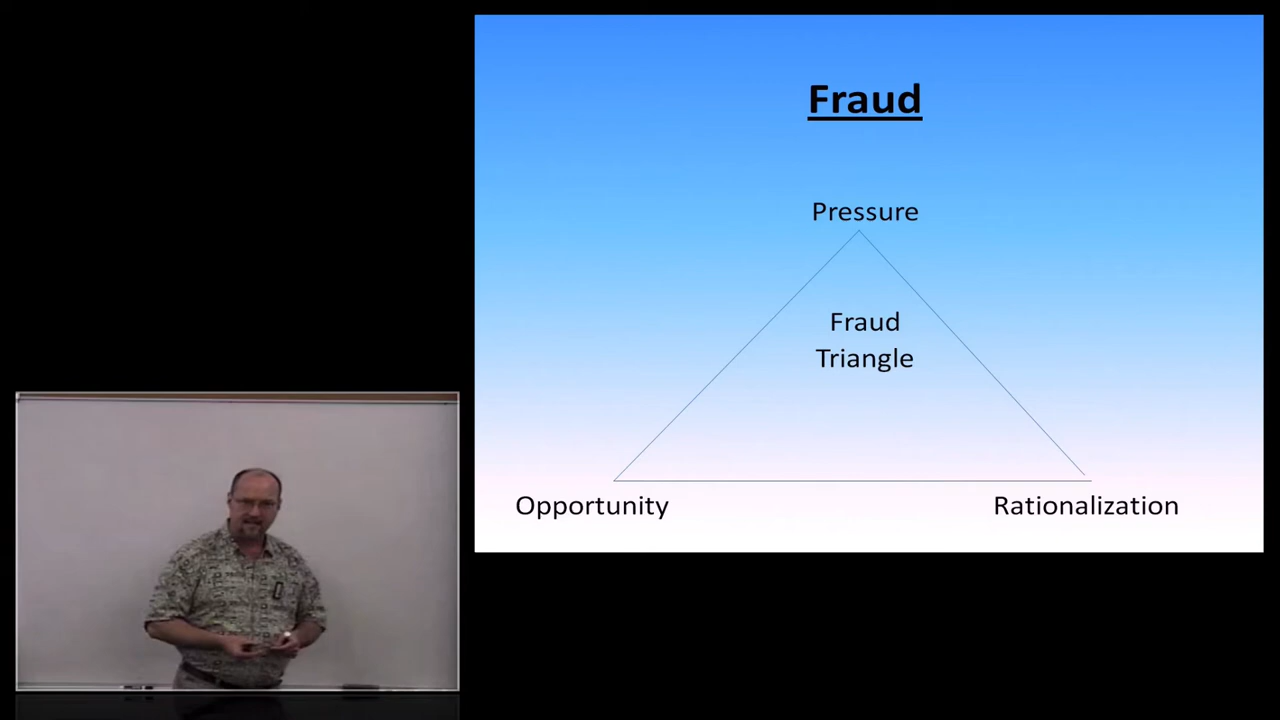 Fraud
Pressure
Fraud
Triangle
Opportunity
Rationalization